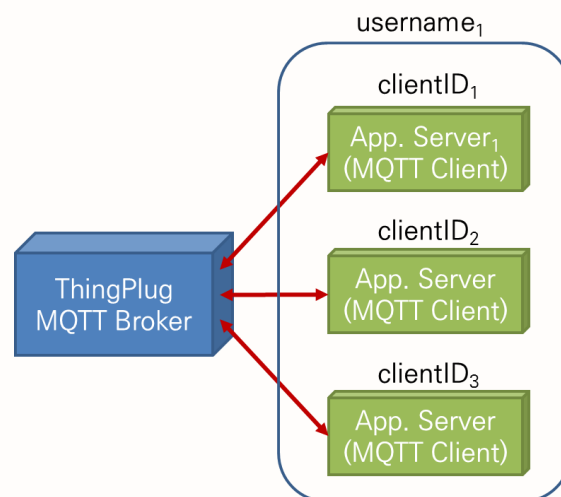 username₁
clientID₁
App. Server₁
(MQTT Client)
ThingPlug
MQTT Broker
clientID₂
App. Server
(MQTT Client)
clientID₃
App. Server
(MQTT Client)